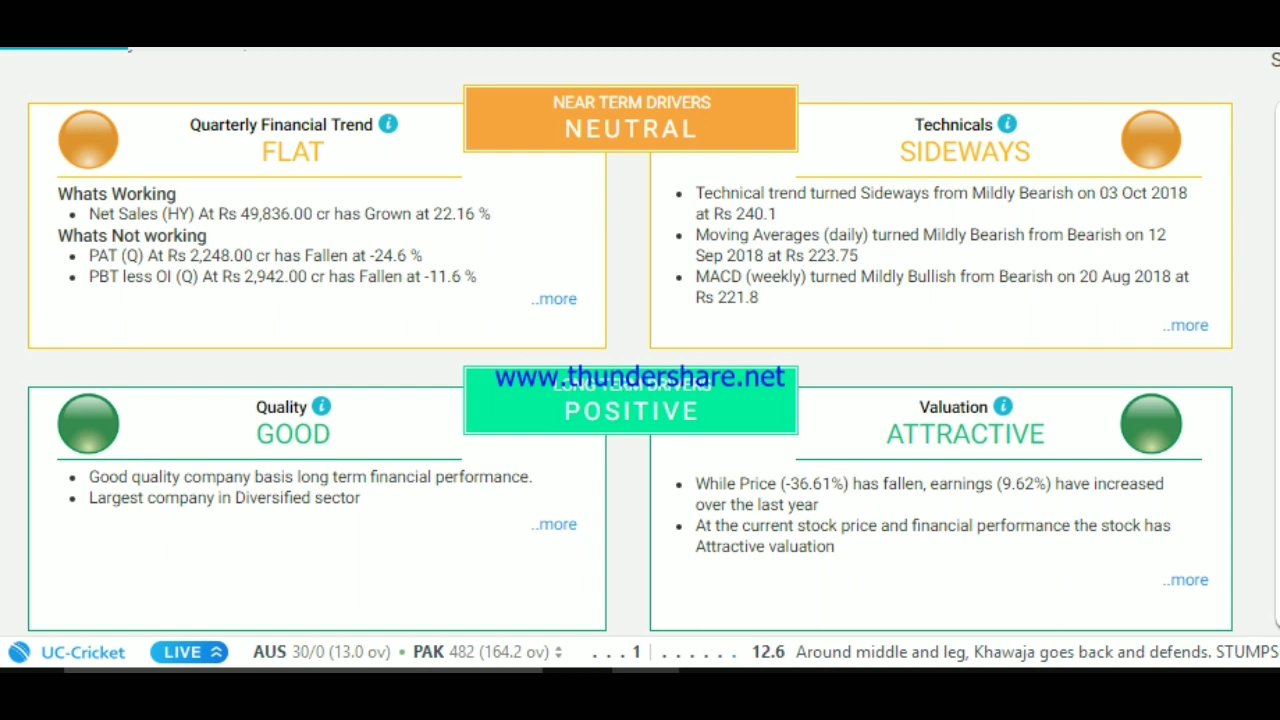 NEAR TERM DRIVERS
NEUTRAL
Quarterly Financial Trend i
FLAT
Whats Working
• Net Sales (HY) At Rs 49,836.00 cr has Grown at 22.16 %
Whats Not working
• PAT (Q) At Rs 2,248.00 cr has Fallen at -24.6 %
• PBT less OI (Q) At Rs 2,942.00 cr has Fallen at -11.6 %
..more
Technicals i
SIDEWAYS
• Technical trend turned Sideways from Mildly Bearish on 03 Oct 2018
at Rs 240.1
• Moving Averages (daily) turned Mildly Bearish from Bearish on 12
Sep 2018 at Rs 223.75
• MACD (weekly) turned Mildly Bullish from Bearish on 20 Aug 2018 at
Rs 221.8
..more
www.thundershare.net
LONG TERM DRIVERS
POSITIVE
Quality i
GOOD
• Good quality company basis long term financial performance.
• Largest company in Diversified sector
..more
Valuation i
ATTRACTIVE
• While Price (-36.61%) has fallen, earnings (9.62%) have increased
over the last year
• At the current stock price and financial performance the stock has
Attractive valuation
..more
UC-Cricket LIVE AUS 30/0 (13.0 ov) • PAK 482 (164.2 ov) . . . 1 | . . . . . . 12.6 Around middle and leg, Khawaja goes back and defends. STUMPS